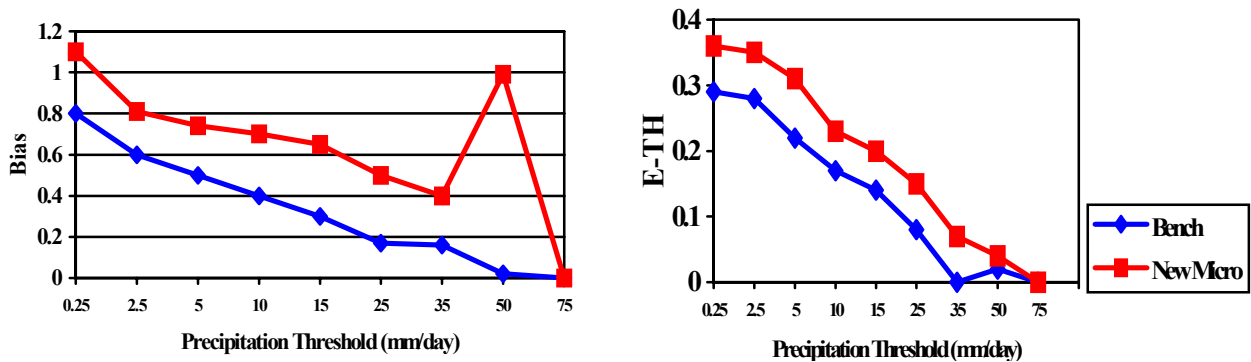 1.2
1
0.8
0.6
0.4
0.2
0
Bias
0.25 2.5 5 10 15 25 35 50 75
Precipitation Threshold (mm/day)
0.4
0.3
0.2
0.1
0
E-TH
0.25 2.5 5 10 15 25 35 50 75
Precipitation Threshold (mm/day)
Bench
New Micro